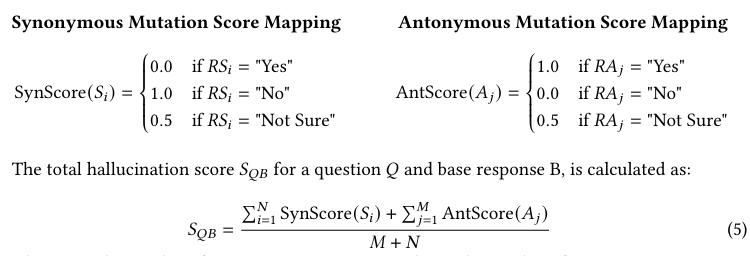 Synonymous Mutation Score Mapping
Antonymous Mutation Score Mapping
SynScore(S_i) = { 0.0 if RS_i = "Yes"
1.0 if RS_i = "No"
0.5 if RS_i = "Not Sure"
AntScore(A_j) = { 1.0 if RA_j = "Yes"
0.0 if RA_j = "No"
0.5 if RA_j = "Not Sure"
The total hallucination score S_QB for a question Q and base response B, is calculated as:
S_QB = (∑_{i=1}^{N} SynScore(S_i) + ∑_{j=1}^{M} AntScore(A_j)) / (M + N) (5)